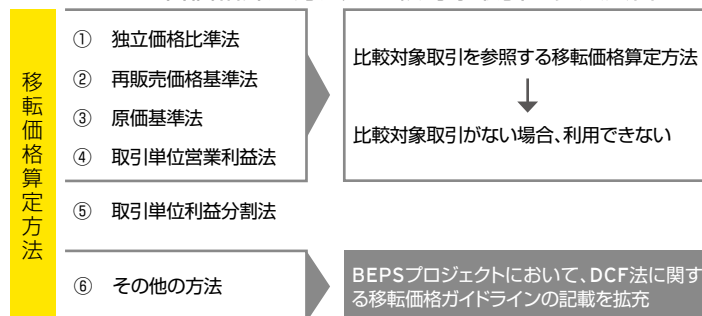 移転価格算定方法
① 独立価格比準法
② 再販売価格基準法
③ 原価基準法
④ 取引単位営業利益法
⑤ 取引単位利益分割法
⑥ その他の方法
比較対象取引を参照する移転価格算定方法
比較対象取引がない場合、利用できない
BEPSプロジェクトにおいて、DCF法に関す
る移転価格ガイドラインの記載を拡充